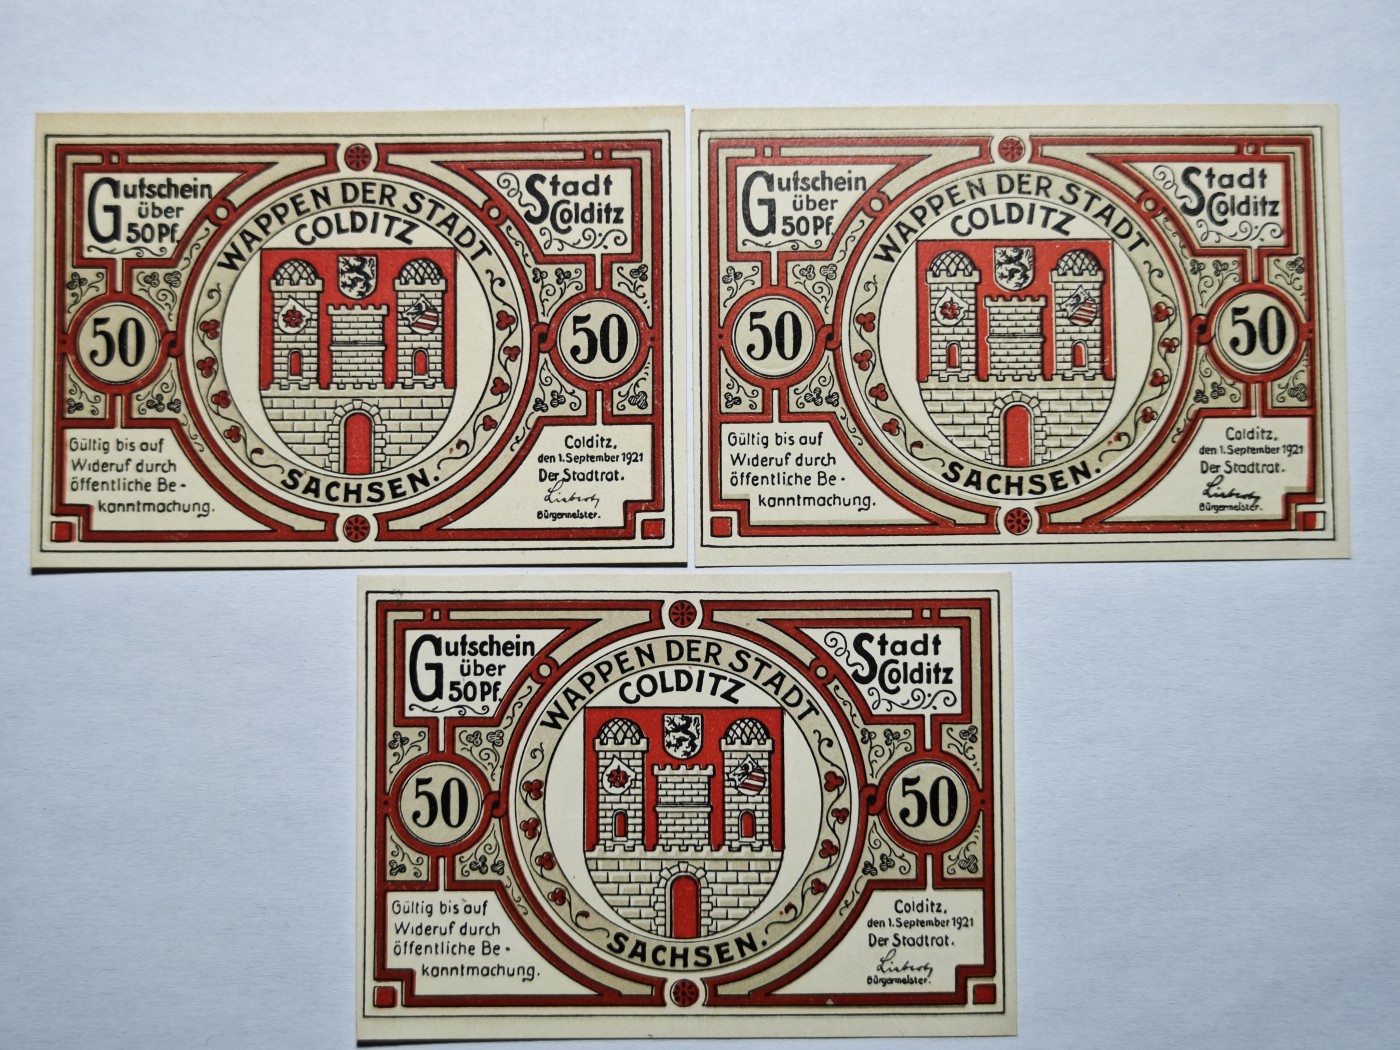 Gutschein
über
50 Pf.
Stadt
Colditz
WAPPEN DER STADT
COLDITZ
50
50
Gültig bis auf
Wideruf durch
öffentliche Be-
kanntmachung.
SACHSEN.
Colditz,
den 1. September 1921
Der Stadtrat.
Bürgermeister.
Gutschein
über
50 Pf.
Stadt
Colditz
WAPPEN DER STADT
COLDITZ
50
50
Gültig bis auf
Wideruf durch
öffentliche Be-
kanntmachung.
SACHSEN.
Colditz,
den 1. September 1921
Der Stadtrat.
Bürgermeister.
Gutschein
über
50 Pf.
Stadt
Colditz
WAPPEN DER STADT
COLDITZ
50
50
Gültig bis auf
Wideruf durch
öffentliche Be-
kanntmachung.
SACHSEN.
Colditz,
den 1. September 1921
Der Stadtrat.
Bürgermeister.